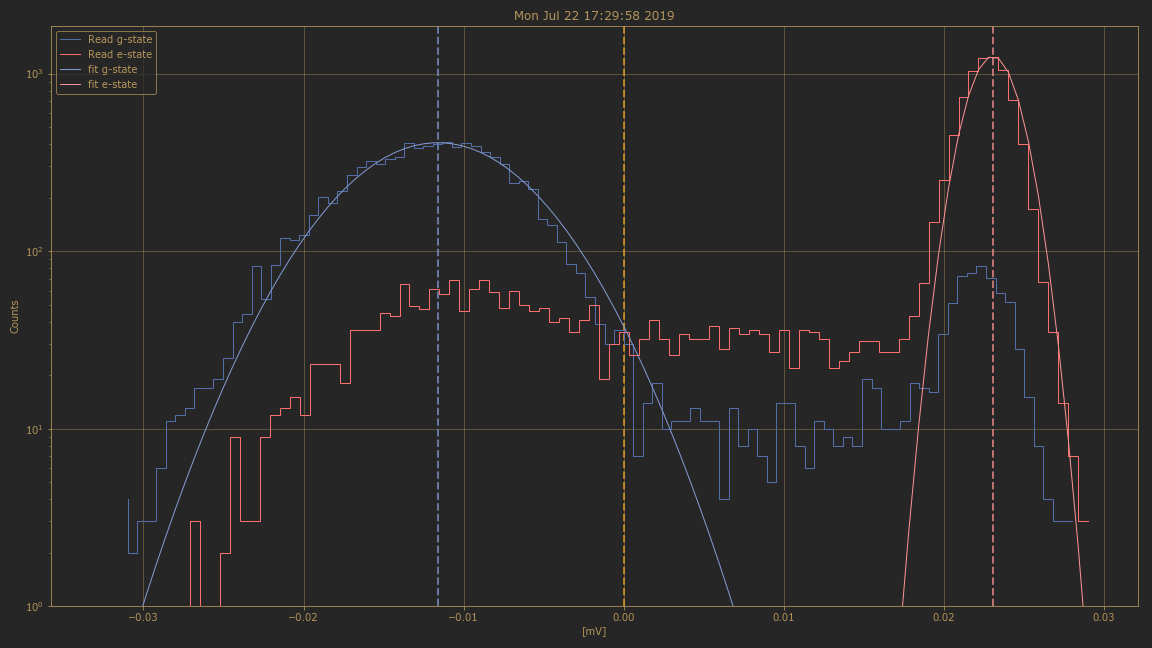 Mon Jul 22 17:29:58 2019
Read g-state
Read e-state
fit g-state
fit e-state
10³
10²
10¹
10⁰
Counts
−0.03 −0.02 −0.01 0.00 0.01 0.02 0.03
[mV]